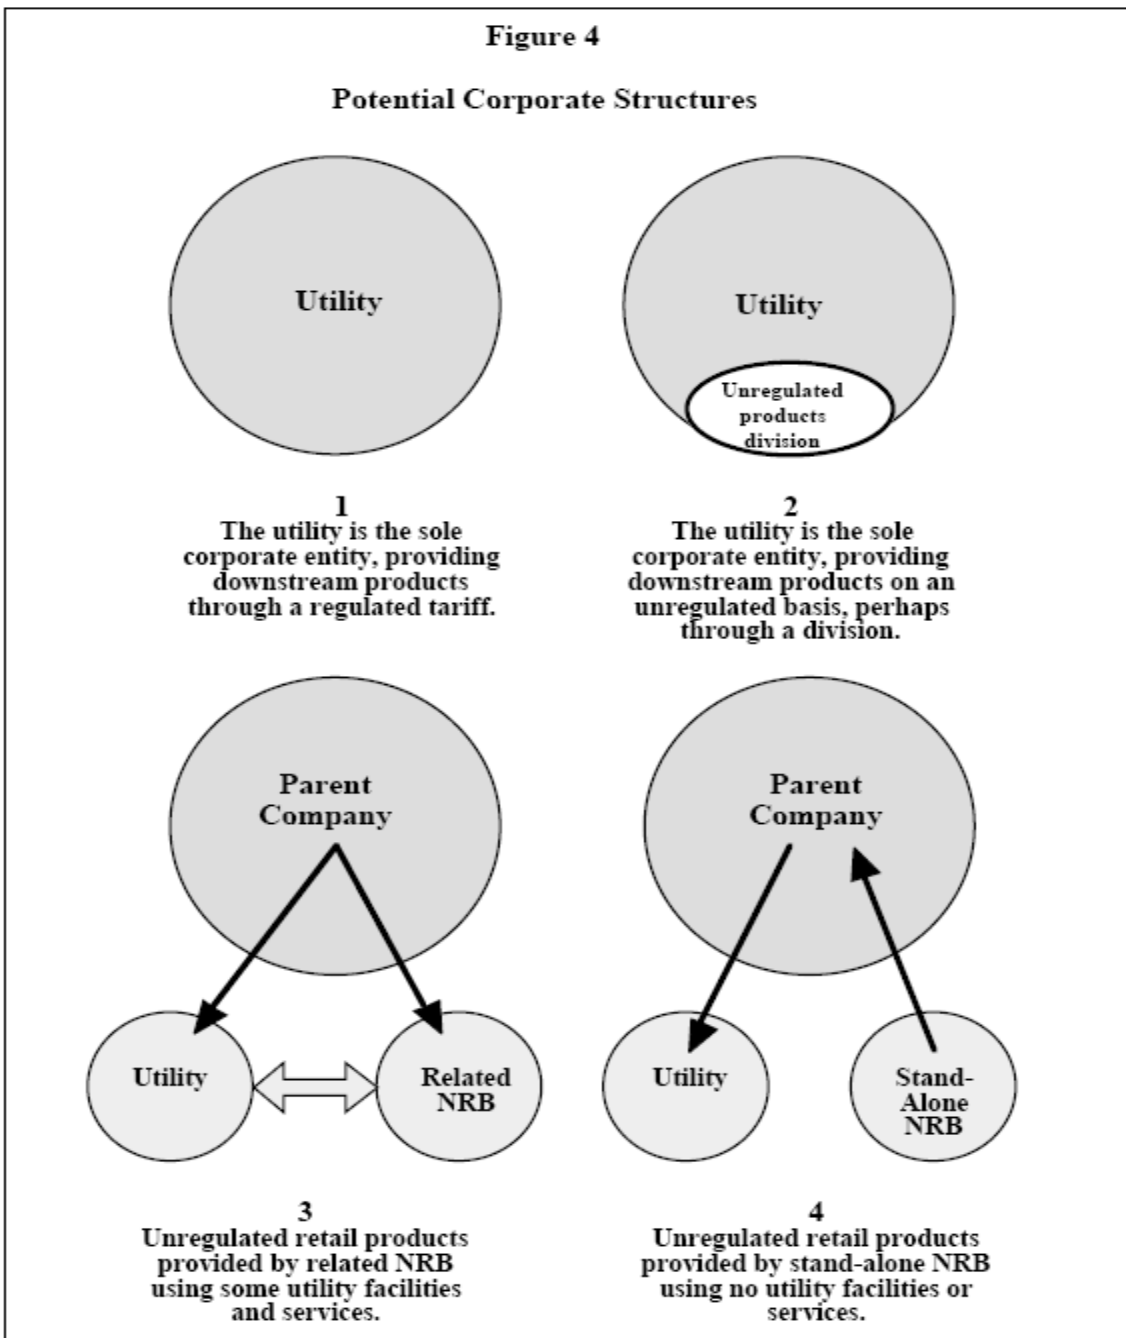 Figure 4
Potential Corporate Structures
Utility
Utility
Unregulated
products
division
1
The utility is the sole
corporate entity, providing
downstream products
through a regulated tariff.
2
The utility is the sole
corporate entity, providing
downstream products on an
unregulated basis, perhaps
through a division.
Parent
Company
Utility
Related
NRB
Parent
Company
Utility
Stand-
Alone
NRB
3
Unregulated retail products
provided by related NRB
using some utility facilities
and services.
4
Unregulated retail products
provided by stand-alone NRB
using no utility facilities or
services.